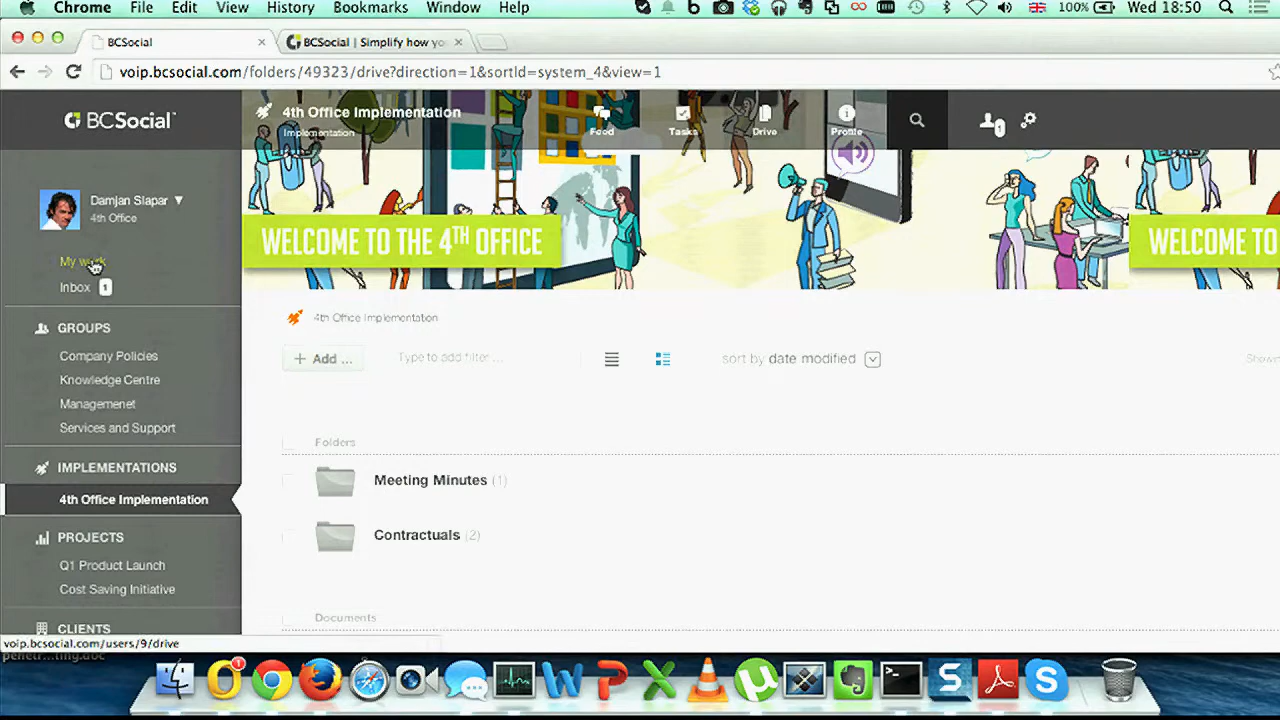 Chrome File Edit View History Bookmarks Window Help 100% Wed 18:50
BCSocial
BCSocial | Simplify how yo
voip.bcsocial.com/folders/49323/drive?direction=1&sortId=system_4&view=1
BCSocial™
4th Office Implementation
Implementation
Feed
Tasks
Drive
Profile
Damjan Slapar ▼
4th Office
My work
Inbox 1
WELCOME TO THE 4TH OFFICE
WELCOME TO
GROUPS
Company Policies
Knowledge Centre
Managemenet
Services and Support
IMPLEMENTATIONS
4th Office Implementation
PROJECTS
Q1 Product Launch
Cost Saving Initiative
CLIENTS
4th Office Implementation
+ Add ...
Type to add filter ...
sort by date modified
Folders
Meeting Minutes (1)
Contractuals (2)
Documents
voip.bcsocial.com/users/9/drive